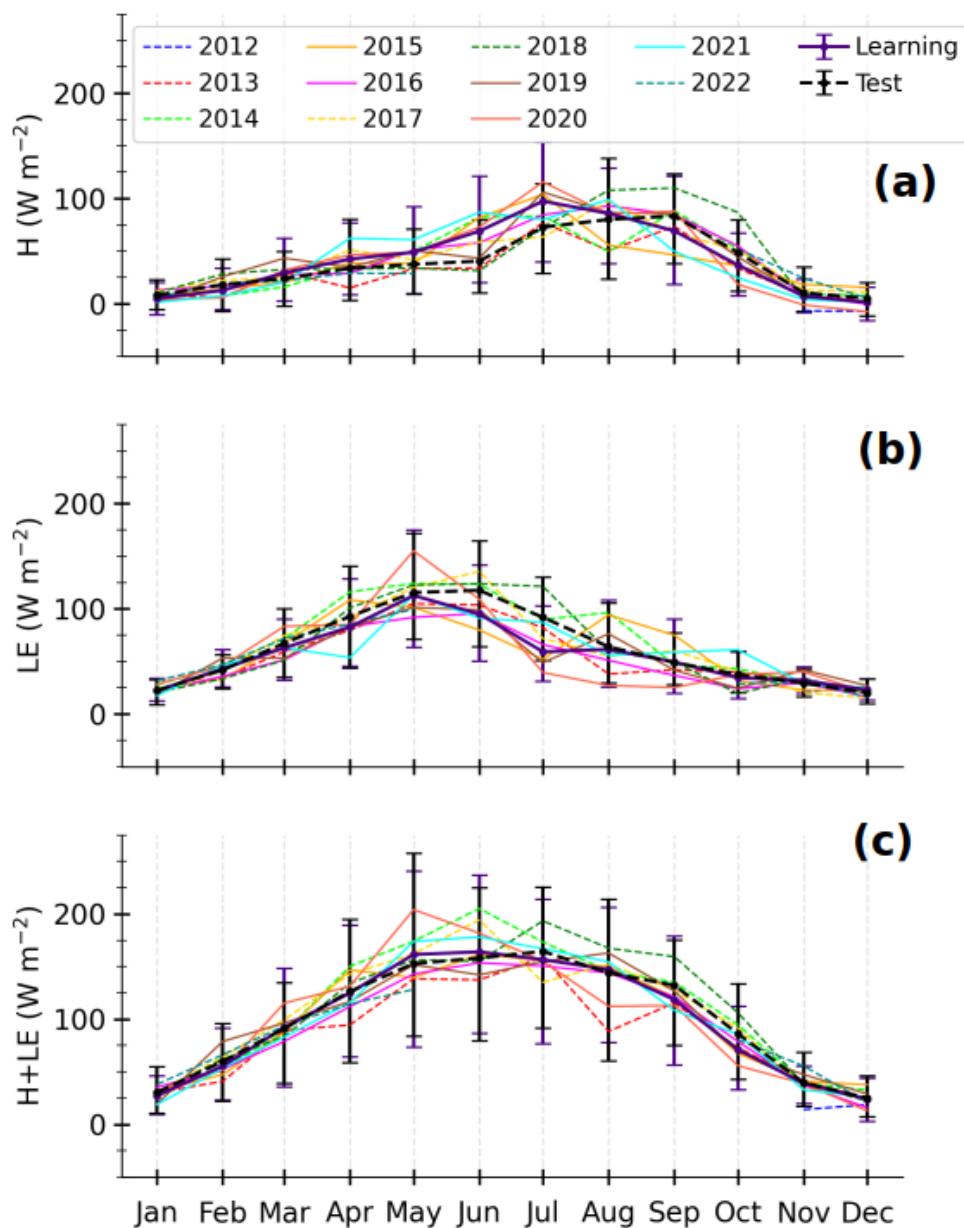 2012 2015 2018 2021 Learning
2013 2016 2019 2022 Test
2014 2017 2020
200
100
0
H (W m⁻²)
(a)
200
100
0
LE (W m⁻²)
(b)
200
100
0
H+LE (W m⁻²)
(c)
Jan Feb Mar Apr May Jun Jul Aug Sep Oct Nov Dec